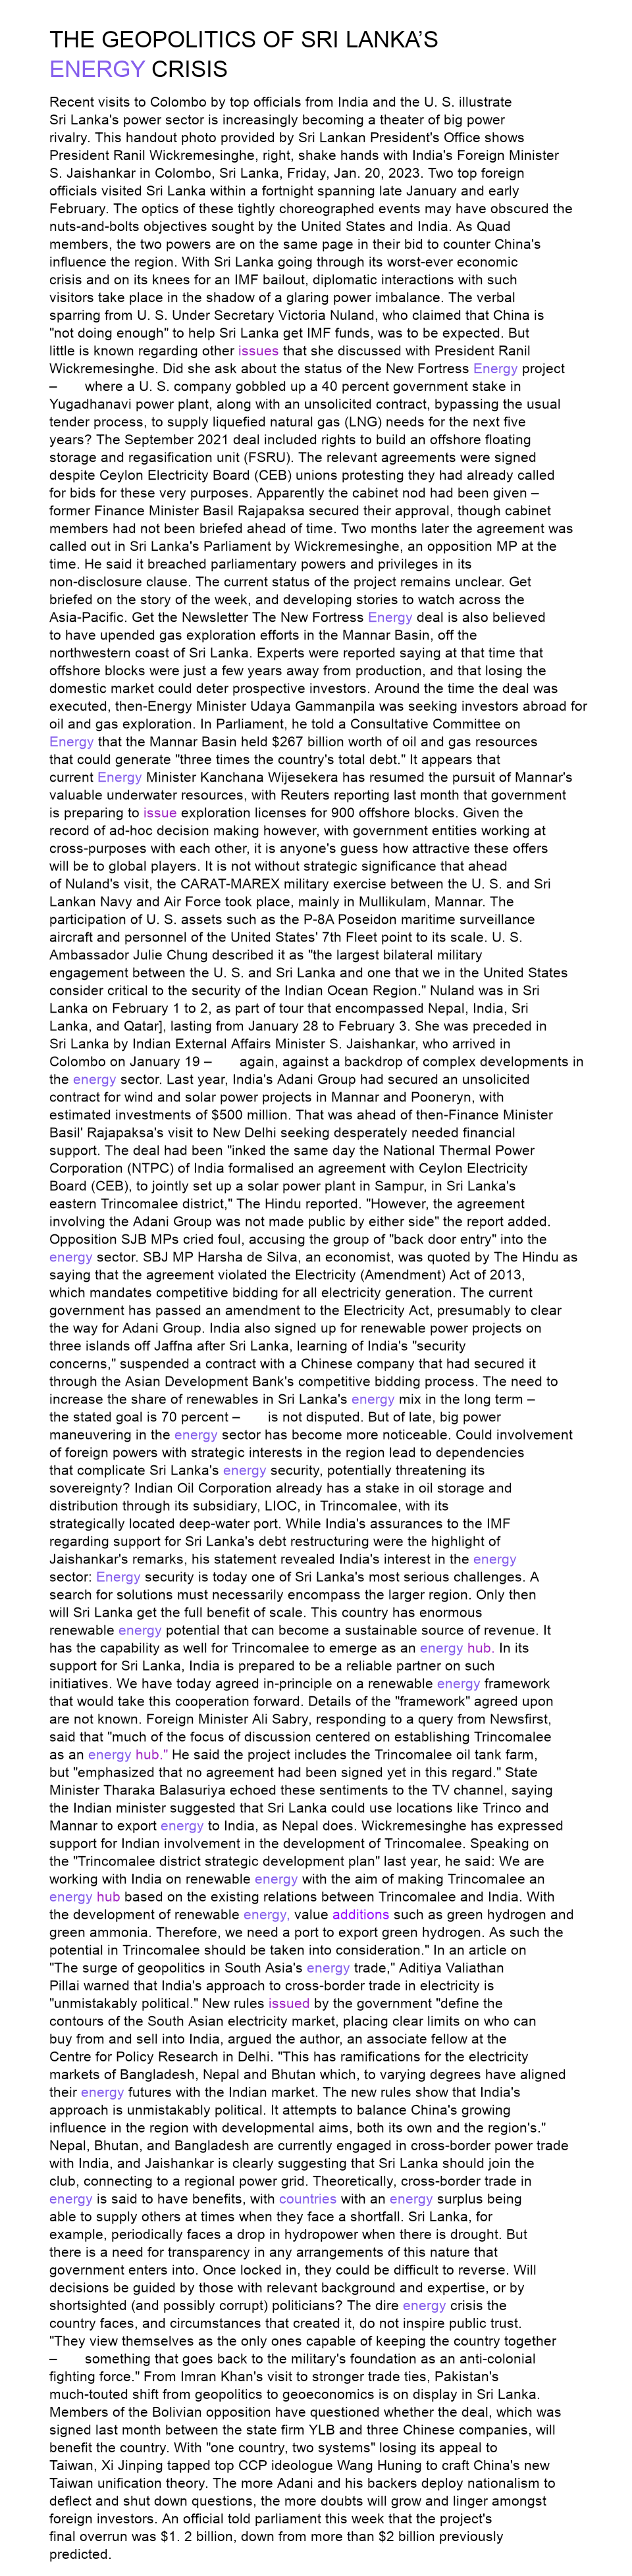 THE GEOPOLITICS OF SRI LANKA’S
ENERGY CRISIS
Recent visits to Colombo by top officials from India and the U. S. illustrate
Sri Lanka's power sector is increasingly becoming a theater of big power
rivalry. This handout photo provided by Sri Lankan President's Office shows
President Ranil Wickremesinghe, right, shake hands with India's Foreign Minister
S. Jaishankar in Colombo, Sri Lanka, Friday, Jan. 20, 2023. Two top foreign
officials visited Sri Lanka within a fortnight spanning late January and early
February. The optics of these tightly choreographed events may have obscured the
nuts-and-bolts objectives sought by the United States and India. As Quad
members, the two powers are on the same page in their bid to counter China's
influence the region. With Sri Lanka going through its worst-ever economic
crisis and on its knees for an IMF bailout, diplomatic interactions with such
visitors take place in the shadow of a glaring power imbalance. The verbal
sparring from U. S. Under Secretary Victoria Nuland, who claimed that China is
"not doing enough" to help Sri Lanka get IMF funds, was to be expected. But
little is known regarding other issues that she discussed with President Ranil
Wickremesinghe. Did she ask about the status of the New Fortress Energy project
– where a U. S. company gobbled up a 40 percent government stake in
Yugadhanavi power plant, along with an unsolicited contract, bypassing the usual
tender process, to supply liquefied natural gas (LNG) needs for the next five
years? The September 2021 deal included rights to build an offshore floating
storage and regasification unit (FSRU). The relevant agreements were signed
despite Ceylon Electricity Board (CEB) unions protesting they had already called
for bids for these very purposes. Apparently the cabinet nod had been given –
former Finance Minister Basil Rajapaksa secured their approval, though cabinet
members had not been briefed ahead of time. Two months later the agreement was
called out in Sri Lanka's Parliament by Wickremesinghe, an opposition MP at the
time. He said it breached parliamentary powers and privileges in its
non-disclosure clause. The current status of the project remains unclear. Get
briefed on the story of the week, and developing stories to watch across the
Asia-Pacific. Get the Newsletter The New Fortress Energy deal is also believed
to have upended gas exploration efforts in the Mannar Basin, off the
northwestern coast of Sri Lanka. Experts were reported saying at that time that
offshore blocks were just a few years away from production, and that losing the
domestic market could deter prospective investors. Around the time the deal was
executed, then-Energy Minister Udaya Gammanpila was seeking investors abroad for
oil and gas exploration. In Parliament, he told a Consultative Committee on
Energy that the Mannar Basin held $267 billion worth of oil and gas resources
that could generate "three times the country's total debt." It appears that
current Energy Minister Kanchana Wijesekera has resumed the pursuit of Mannar's
valuable underwater resources, with Reuters reporting last month that government
is preparing to issue exploration licenses for 900 offshore blocks. Given the
record of ad-hoc decision making however, with government entities working at
cross-purposes with each other, it is anyone's guess how attractive these offers
will be to global players. It is not without strategic significance that ahead
of Nuland's visit, the CARAT-MAREX military exercise between the U. S. and Sri
Lankan Navy and Air Force took place, mainly in Mullikulam, Mannar. The
participation of U. S. assets such as the P-8A Poseidon maritime surveillance
aircraft and personnel of the United States' 7th Fleet point to its scale. U. S.
Ambassador Julie Chung described it as "the largest bilateral military
engagement between the U. S. and Sri Lanka and one that we in the United States
consider critical to the security of the Indian Ocean Region." Nuland was in Sri
Lanka on February 1 to 2, as part of tour that encompassed Nepal, India, Sri
Lanka, and Qatar], lasting from January 28 to February 3. She was preceded in
Sri Lanka by Indian External Affairs Minister S. Jaishankar, who arrived in
Colombo on January 19 – again, against a backdrop of complex developments in
the energy sector. Last year, India's Adani Group had secured an unsolicited
contract for wind and solar power projects in Mannar and Pooneryn, with
estimated investments of $500 million. That was ahead of then-Finance Minister
Basil' Rajapaksa's visit to New Delhi seeking desperately needed financial
support. The deal had been "inked the same day the National Thermal Power
Corporation (NTPC) of India formalised an agreement with Ceylon Electricity
Board (CEB), to jointly set up a solar power plant in Sampur, in Sri Lanka's
eastern Trincomalee district," The Hindu reported. "However, the agreement
involving the Adani Group was not made public by either side" the report added.
Opposition SJB MPs cried foul, accusing the group of "back door entry" into the
energy sector. SBJ MP Harsha de Silva, an economist, was quoted by The Hindu as
saying that the agreement violated the Electricity (Amendment) Act of 2013,
which mandates competitive bidding for all electricity generation. The current
government has passed an amendment to the Electricity Act, presumably to clear
the way for Adani Group. India also signed up for renewable power projects on
three islands off Jaffna after Sri Lanka, learning of India's "security
concerns," suspended a contract with a Chinese company that had secured it
through the Asian Development Bank's competitive bidding process. The need to
increase the share of renewables in Sri Lanka's energy mix in the long term –
the stated goal is 70 percent – is not disputed. But of late, big power
maneuvering in the energy sector has become more noticeable. Could involvement
of foreign powers with strategic interests in the region lead to dependencies
that complicate Sri Lanka's energy security, potentially threatening its
sovereignty? Indian Oil Corporation already has a stake in oil storage and
distribution through its subsidiary, LIOC, in Trincomalee, with its
strategically located deep-water port. While India's assurances to the IMF
regarding support for Sri Lanka's debt restructuring were the highlight of
Jaishankar's remarks, his statement revealed India's interest in the energy
sector: Energy security is today one of Sri Lanka's most serious challenges. A
search for solutions must necessarily encompass the larger region. Only then
will Sri Lanka get the full benefit of scale. This country has enormous
renewable energy potential that can become a sustainable source of revenue. It
has the capability as well for Trincomalee to emerge as an energy hub. In its
support for Sri Lanka, India is prepared to be a reliable partner on such
initiatives. We have today agreed in-principle on a renewable energy framework
that would take this cooperation forward. Details of the "framework" agreed upon
are not known. Foreign Minister Ali Sabry, responding to a query from Newsfirst,
said that "much of the focus of discussion centered on establishing Trincomalee
as an energy hub." He said the project includes the Trincomalee oil tank farm,
but "emphasized that no agreement had been signed yet in this regard." State
Minister Tharaka Balasuriya echoed these sentiments to the TV channel, saying
the Indian minister suggested that Sri Lanka could use locations like Trinco and
Mannar to export energy to India, as Nepal does. Wickremesinghe has expressed
support for Indian involvement in the development of Trincomalee. Speaking on
the "Trincomalee district strategic development plan" last year, he said: We are
working with India on renewable energy with the aim of making Trincomalee an
energy hub based on the existing relations between Trincomalee and India. With
the development of renewable energy, value additions such as green hydrogen and
green ammonia. Therefore, we need a port to export green hydrogen. As such the
potential in Trincomalee should be taken into consideration." In an article on
"The surge of geopolitics in South Asia's energy trade," Aditya Valiathan
Pillai warned that India's approach to cross-border trade in electricity is
"unmistakably political." New rules issued by the government "define the
contours of the South Asian electricity market, placing clear limits on who can
buy from and sell into India, argued the author, an associate fellow at the
Centre for Policy Research in Delhi. "This has ramifications for the electricity
markets of Bangladesh, Nepal and Bhutan which, to varying degrees have aligned
their energy futures with the Indian market. The new rules show that India's
approach is unmistakably political. It attempts to balance China's growing
influence in the region with developmental aims, both its own and the region's."
Nepal, Bhutan, and Bangladesh are currently engaged in cross-border power trade
with India, and Jaishankar is clearly suggesting that Sri Lanka should join the
club, connecting to a regional power grid. Theoretically, cross-border trade in
energy is said to have benefits, with countries with an energy surplus being
able to supply others at times when they face a shortfall. Sri Lanka, for
example, periodically faces a drop in hydropower when there is drought. But
there is a need for transparency in any arrangements of this nature that
government enters into. Once locked in, they could be difficult to reverse. Will
decisions be guided by those with relevant background and expertise, or by
shortsighted (and possibly corrupt) politicians? The dire energy crisis the
country faces, and circumstances that created it, do not inspire public trust.
"They view themselves as the only ones capable of keeping the country together
– something that goes back to the military's foundation as an anti-colonial
fighting force." From Imran Khan's visit to stronger trade ties, Pakistan's
much-touted shift from geopolitics to geoeconomics is on display in Sri Lanka.
Members of the Bolivian opposition have questioned whether the deal, which was
signed last month between the state firm YLB and three Chinese companies, will
benefit the country. With "one country, two systems" losing its appeal to
Taiwan, Xi Jinping tapped top CCP ideologue Wang Huning to craft China's new
Taiwan unification theory. The more Adani and his backers deploy nationalism to
deflect and shut down questions, the more doubts will grow and linger amongst
foreign investors. An official told parliament this week that the project's
final overrun was $1. 2 billion, down from more than $2 billion previously
predicted.